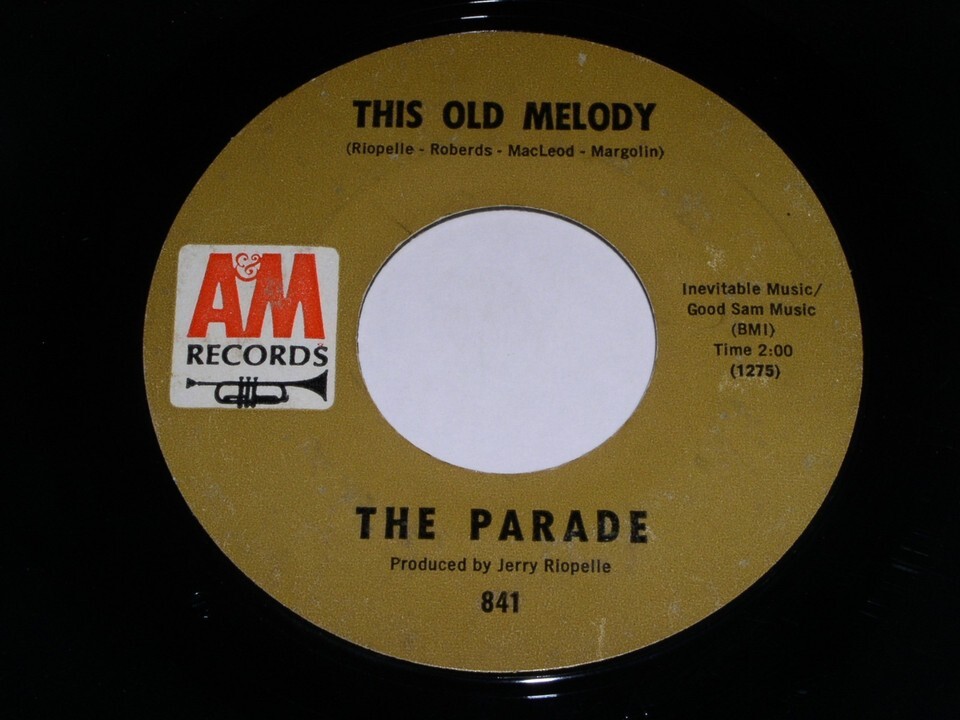 THIS OLD MELODY
(Riopelle - Roberds - MacLeod - Margolin)
A&M
RECORDS
Inevitable Music/
Good Sam Music
(BMI)
Time 2:00
(1275)
THE PARADE
Produced by Jerry Riopelle
841